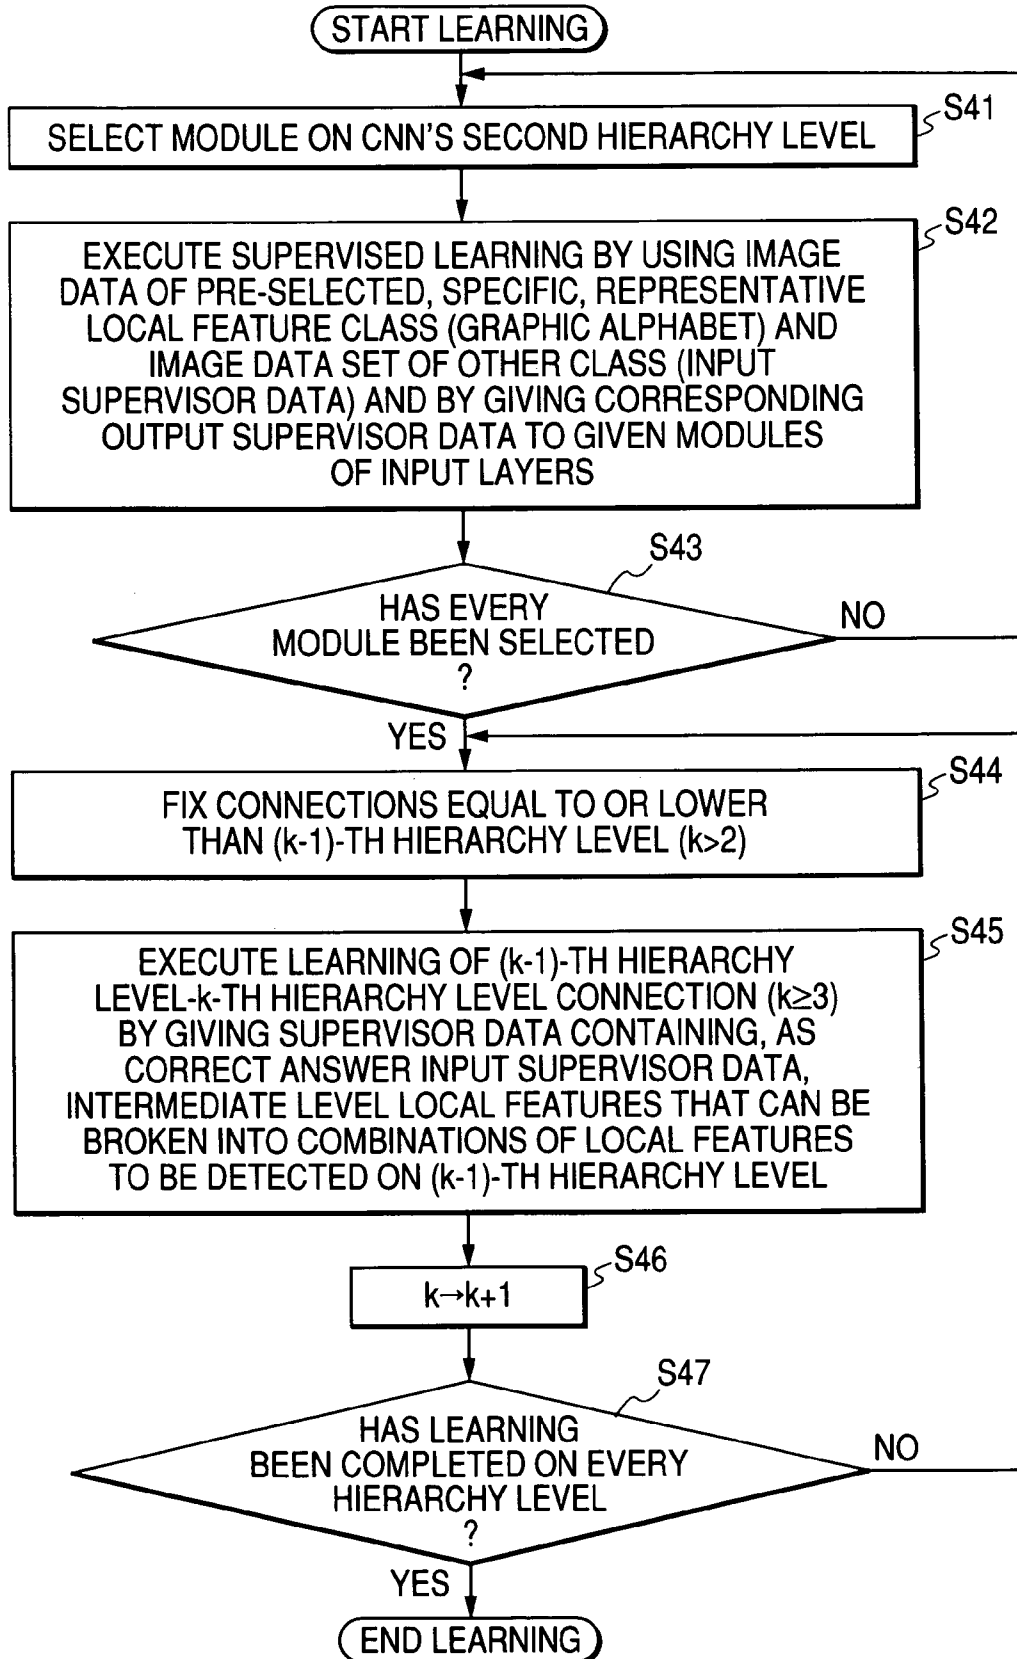 START LEARNING
S41
SELECT MODULE ON CNN'S SECOND HIERARCHY LEVEL
S42
EXECUTE SUPERVISED LEARNING BY USING IMAGE
DATA OF PRE-SELECTED, SPECIFIC, REPRESENTATIVE
LOCAL FEATURE CLASS (GRAPHIC ALPHABET) AND
IMAGE DATA SET OF OTHER CLASS (INPUT
SUPERVISOR DATA) AND BY GIVING CORRESPONDING
OUTPUT SUPERVISOR DATA TO GIVEN MODULES
OF INPUT LAYERS
S43
HAS EVERY
MODULE BEEN SELECTED
?
NO
YES
S44
FIX CONNECTIONS EQUAL TO OR LOWER
THAN (k-1)-TH HIERARCHY LEVEL (k>2)
S45
EXECUTE LEARNING OF (k-1)-TH HIERARCHY
LEVEL-k-TH HIERARCHY LEVEL CONNECTION (k≥3)
BY GIVING SUPERVISOR DATA CONTAINING, AS
CORRECT ANSWER INPUT SUPERVISOR DATA,
INTERMEDIATE LEVEL LOCAL FEATURES THAT CAN BE
BROKEN INTO COMBINATIONS OF LOCAL FEATURES
TO BE DETECTED ON (k-1)-TH HIERARCHY LEVEL
S46
k→k+1
S47
HAS LEARNING
BEEN COMPLETED ON EVERY
HIERARCHY LEVEL
?
NO
YES
END LEARNING